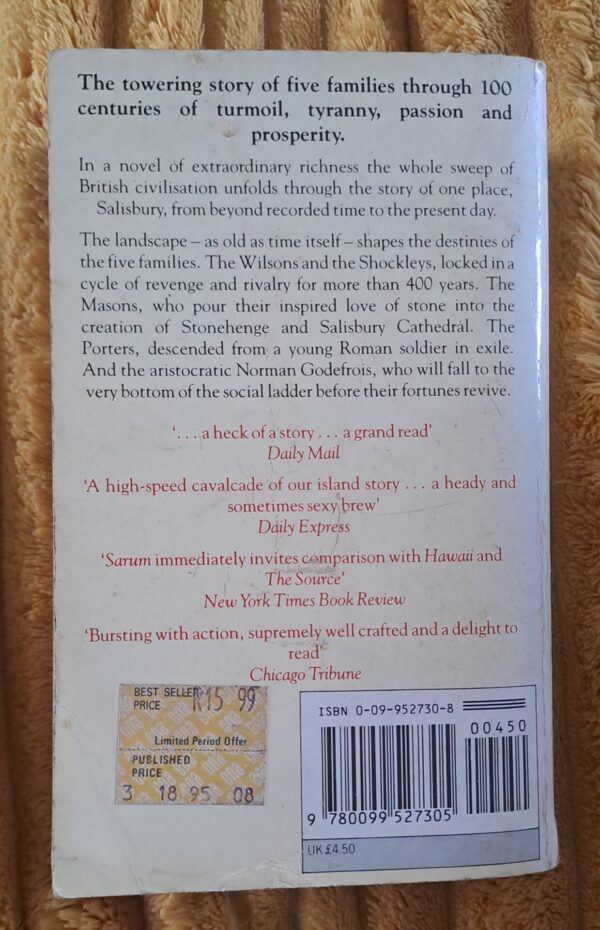 The towering story of five families through 100
centuries of turmoil, tyranny, passion and
prosperity.
In a novel of extraordinary richness the whole sweep of
British civilisation unfolds through the story of one place,
Salisbury, from beyond recorded time to the present day.
The landscape – as old as time itself – shapes the destinies of
the five families. The Wilsons and the Shockleys, locked in a
cycle of revenge and rivalry for more than 400 years. The
Masons, who pour their inspired love of stone into the
creation of Stonehenge and Salisbury Cathedral. The
Porters, descended from a young Roman soldier in exile.
And the aristocratic Norman Godefrois, who will fall to the
very bottom of the social ladder before their fortunes revive.
‘. . . a heck of a story . . . a grand read’
Daily Mail
‘A high-speed cavalcade of our island story . . . a heady and
sometimes sexy brew’
Daily Express
‘Sarum immediately invites comparison with Hawaii and
The Source’
New York Times Book Review
‘Bursting with action, supremely well crafted and a delight to
read’
Chicago Tribune
BEST SELLER R15 99
PRICE
Limited Period Offer
PUBLISHED
PRICE
3 18 95 08
ISBN 0-09-952730-8
00450
9 780099 527305
UK £4.50